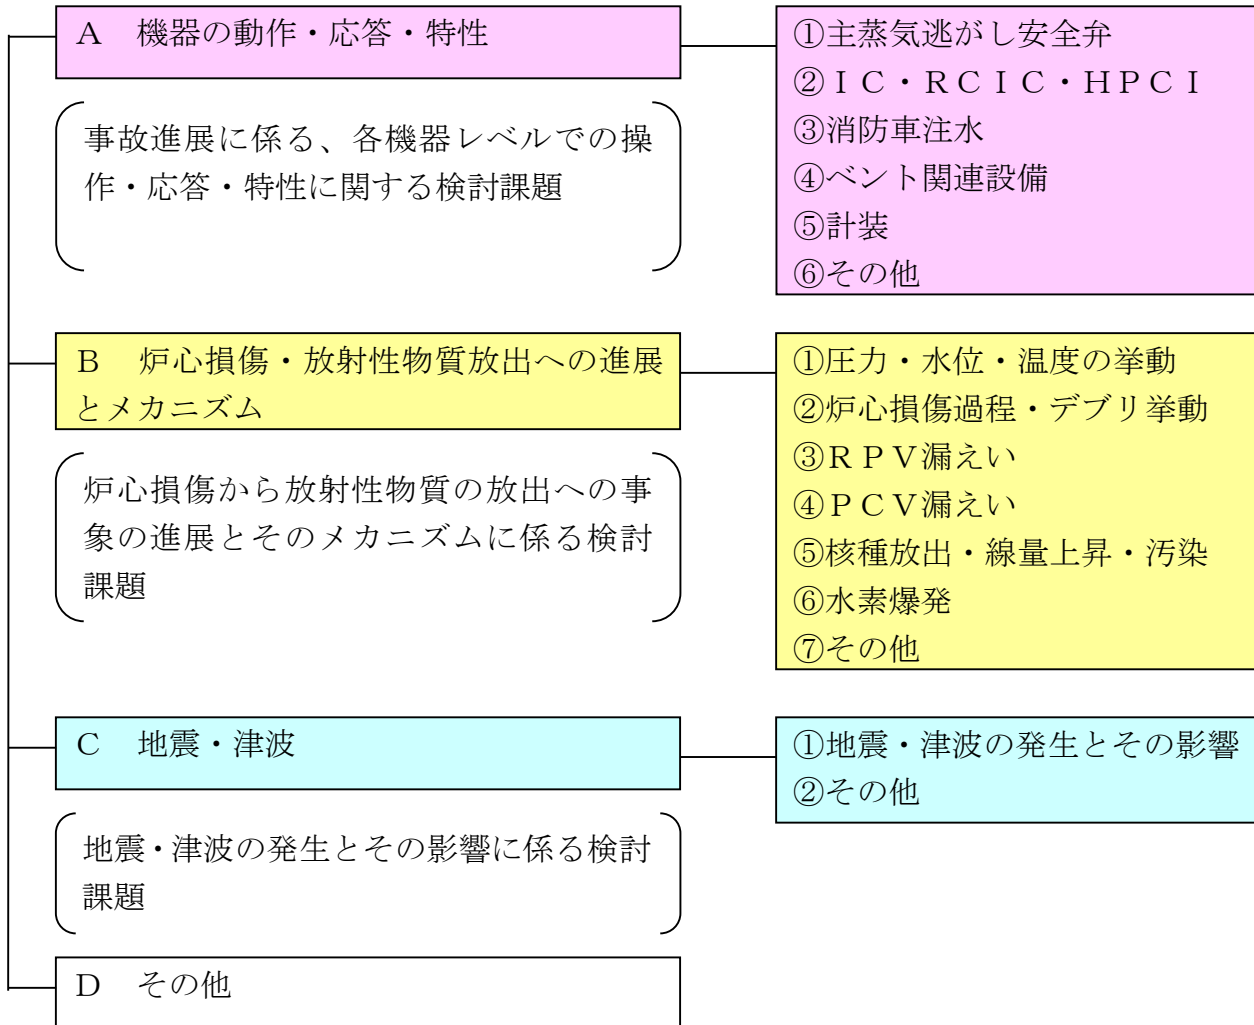 A　機器の動作・応答・特性
事故進展に係る、各機器レベルでの操
作・応答・特性に関する検討課題
①主蒸気逃がし安全弁
②ＩＣ・ＲＣＩＣ・ＨＰＣＩ
③消防車注水
④ベント関連設備
⑤計装
⑥その他
B　炉心損傷・放射性物質放出への進展
とメカニズム
炉心損傷から放射性物質の放出への事
象の進展とそのメカニズムに係る検討
課題
①圧力・水位・温度の挙動
②炉心損傷過程・デブリ挙動
③ＲＰＶ漏えい
④ＰＣＶ漏えい
⑤核種放出・線量上昇・汚染
⑥水素爆発
⑦その他
C　地震・津波
地震・津波の発生とその影響に係る検討
課題
①地震・津波の発生とその影響
②その他
D　その他